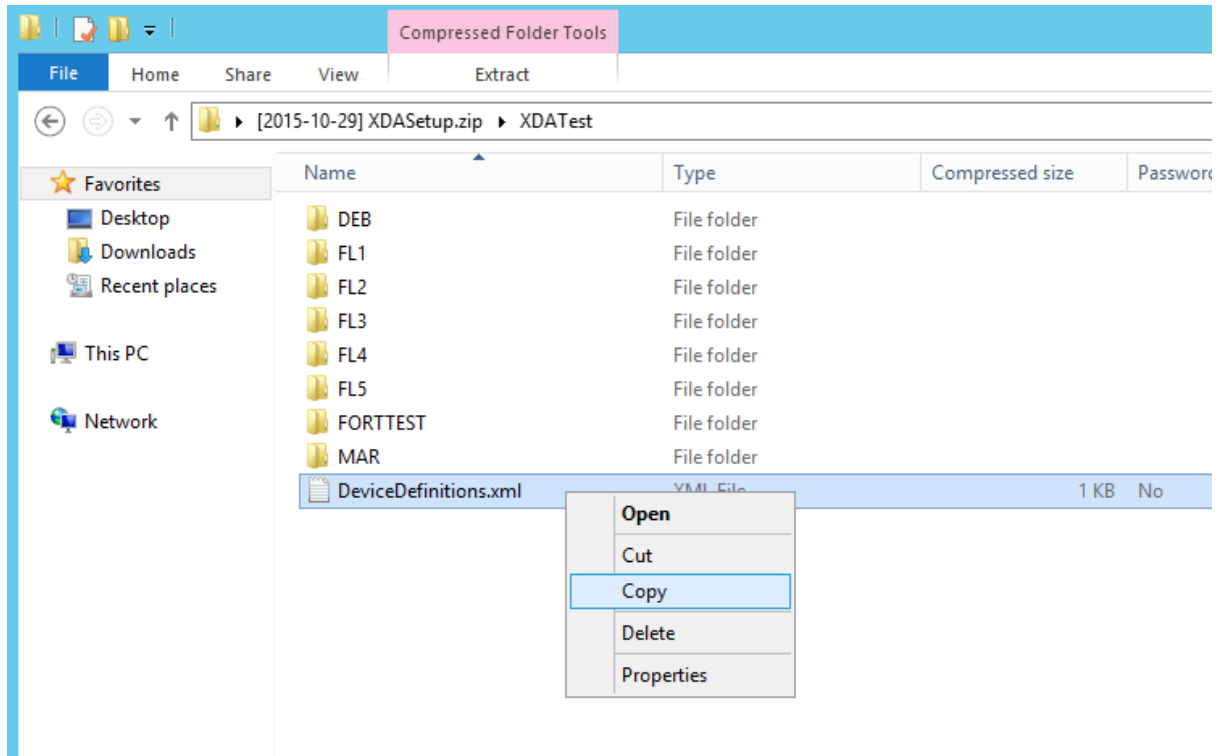 Compressed Folder Tools
File Home Share View Extract
[2015-10-29] XDASetup.zip XDATest
Name Type Compressed size Password
Favorites
Desktop
Downloads
Recent places
This PC
Network
DEB File folder
FL1 File folder
FL2 File folder
FL3 File folder
FL4 File folder
FL5 File folder
FORTTEST File folder
MAR File folder
DeviceDefinitions.xml XML File 1 KB No
Open
Cut
Copy
Delete
Properties